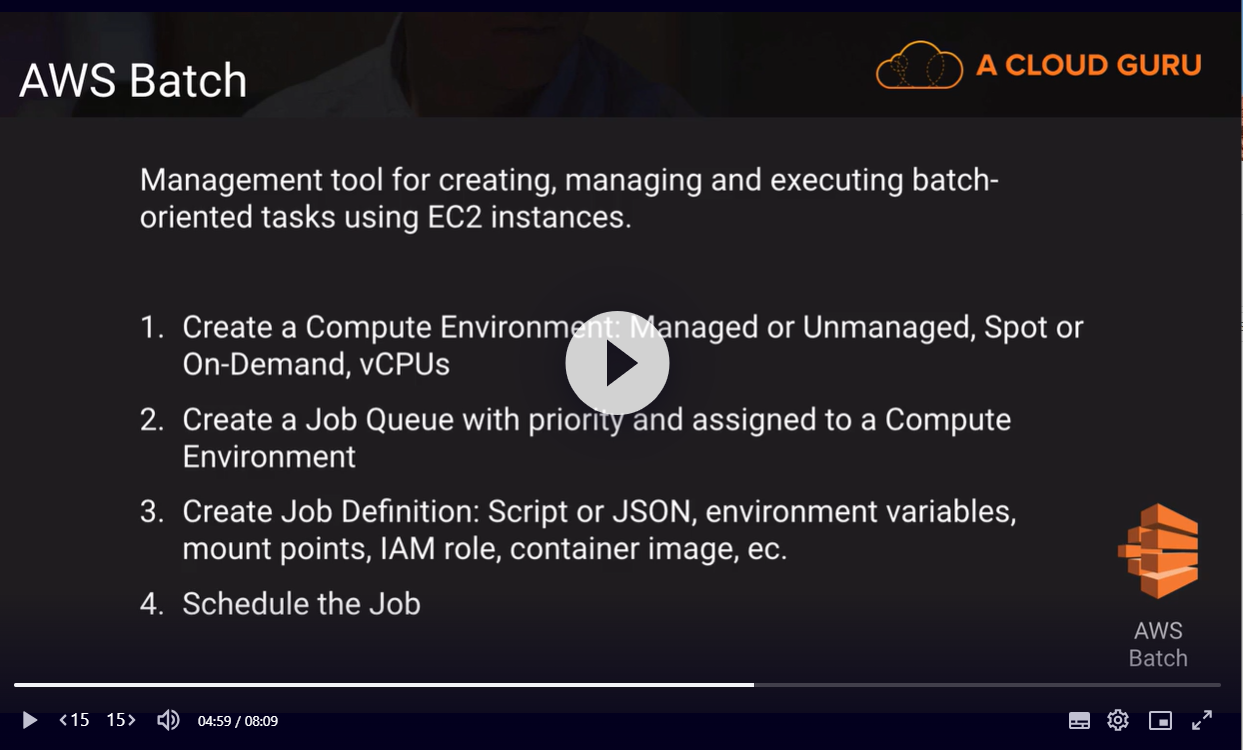 AWS Batch
A CLOUD GURU
Management tool for creating, managing and executing batch-
oriented tasks using EC2 instances.
1. Create a Compute Environment: Managed or Unmanaged, Spot or
On-Demand, vCPUs
2. Create a Job Queue with priority and assigned to a Compute
Environment
3. Create Job Definition: Script or JSON, environment variables,
mount points, IAM role, container image, ec.
4. Schedule the Job
AWS
Batch
<15 15> 04:59 / 08:09